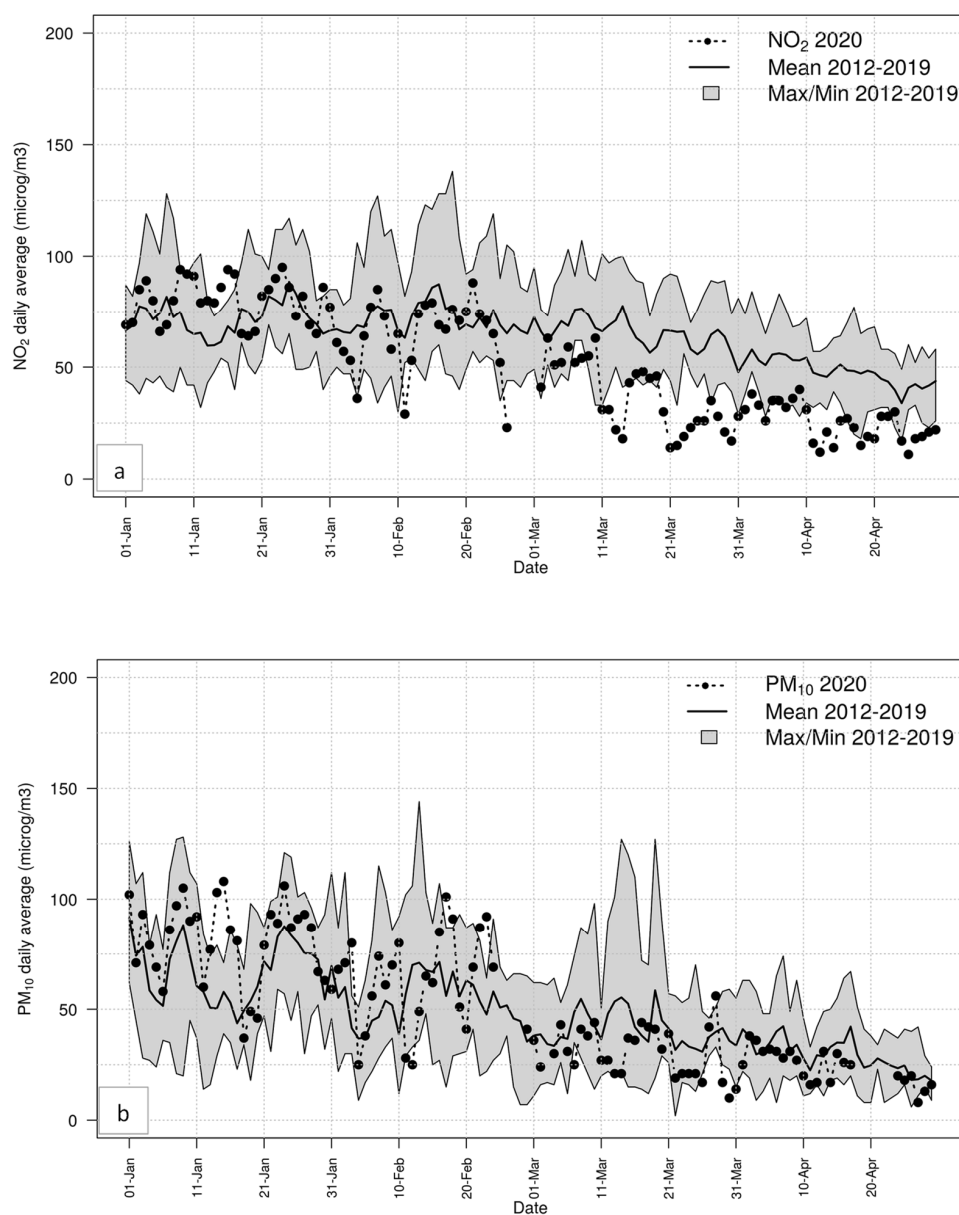 200
150
100
50
0
NO₂ daily average (microg/m3)
NO₂ 2020
Mean 2012-2019
Max/Min 2012-2019
a
01-Jan
11-Jan
21-Jan
31-Jan
10-Feb
20-Feb
01-Mar
11-Mar
21-Mar
31-Mar
10-Apr
20-Apr
Date
200
150
100
50
0
PM₁₀ daily average (microg/m3)
PM₁₀ 2020
Mean 2012-2019
Max/Min 2012-2019
b
01-Jan
11-Jan
21-Jan
31-Jan
10-Feb
20-Feb
01-Mar
11-Mar
21-Mar
31-Mar
10-Apr
20-Apr
Date